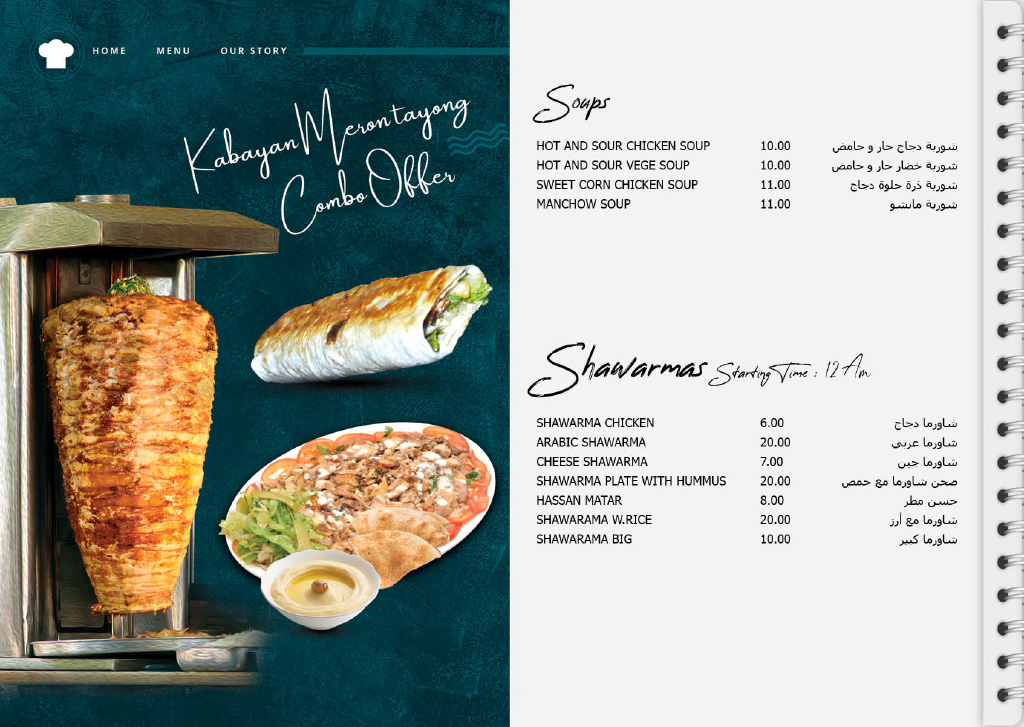 HOME MENU OUR STORY
Kabayan Merontayong
Combo Offer
Soups
HOT AND SOUR CHICKEN SOUP 10.00 شوربة دجاج حار و حامض
HOT AND SOUR VEGE SOUP 10.00 شوربة خضار حار و حامض
SWEET CORN CHICKEN SOUP 11.00 شوربة ذرة حلوة دجاج
MANCHOW SOUP 11.00 شوربة مانشو
Shawarmas Starting Time : 12 Am
SHAWARMA CHICKEN 6.00 شاورما دجاج
ARABIC SHAWARMA 20.00 شاورما عربي
CHEESE SHAWARMA 7.00 شاورما جبن
SHAWARMA PLATE WITH HUMMUS 20.00 صحن شاورما مع حمص
HASSAN MATAR 8.00 حسن مطر
SHAWARAMA W.RICE 20.00 شاورما مع أرز
SHAWARAMA BIG 10.00 شاورما كبير